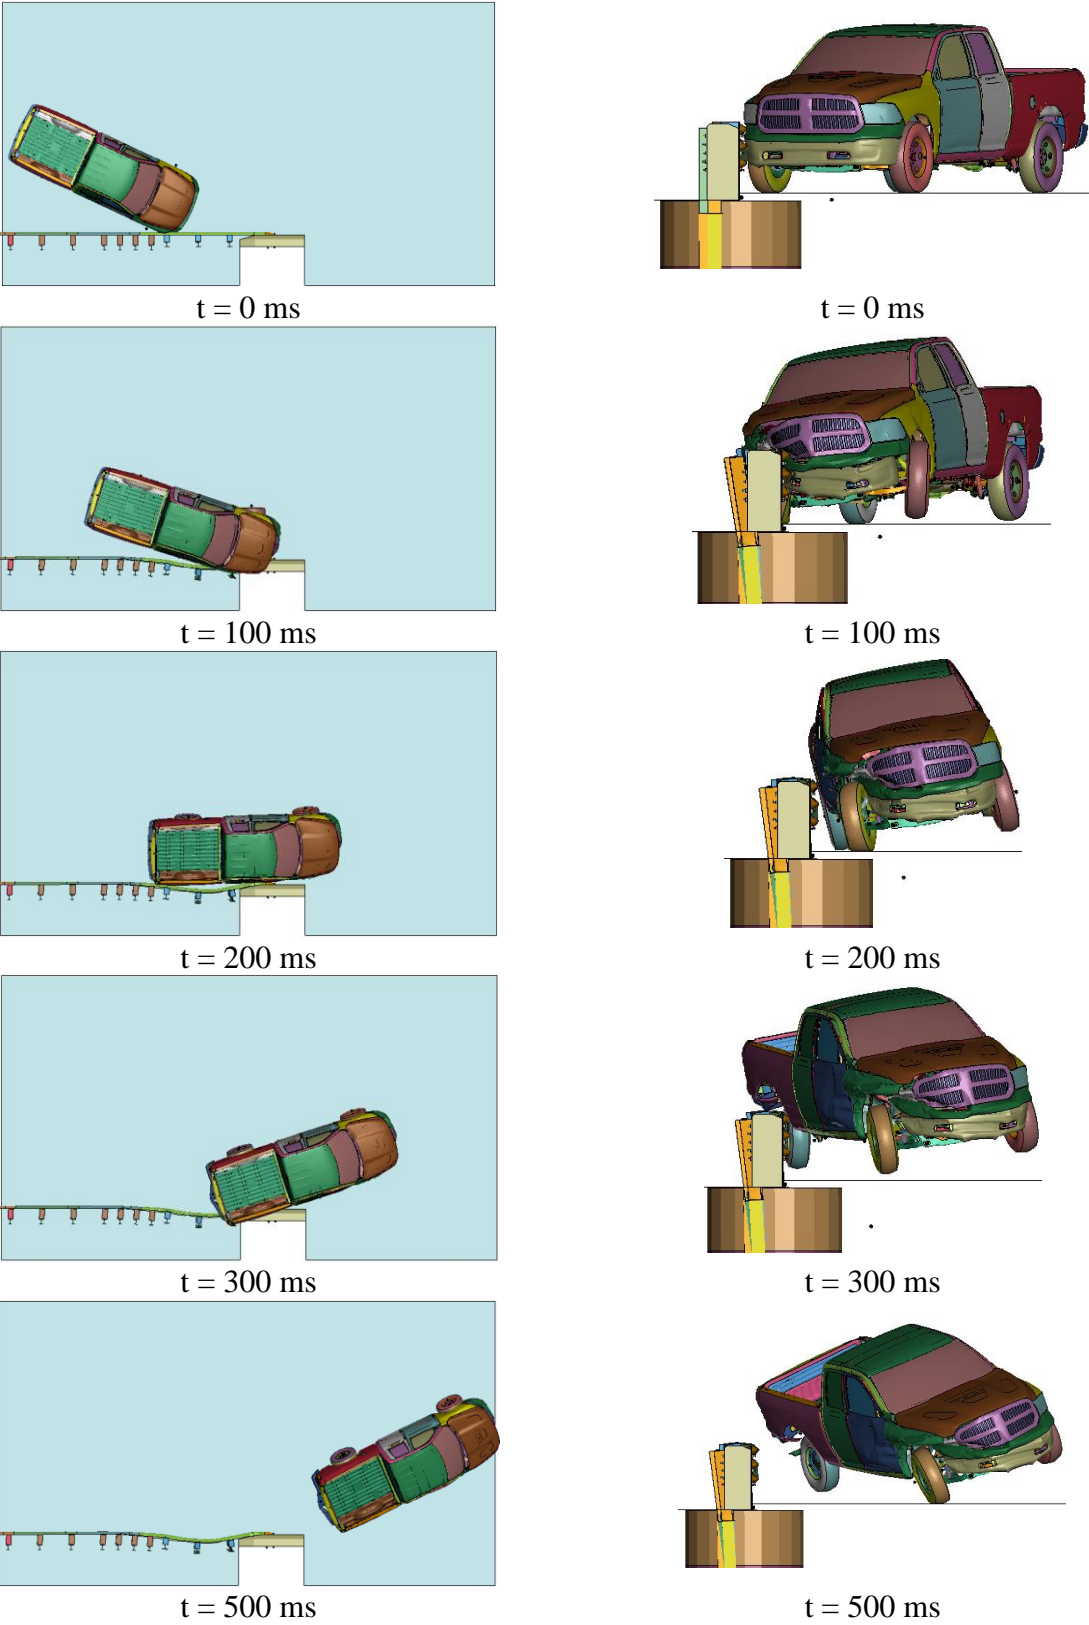 t = 0 ms
t = 0 ms
t = 100 ms
t = 100 ms
t = 200 ms
t = 200 ms
t = 300 ms
t = 300 ms
t = 500 ms
t = 500 ms